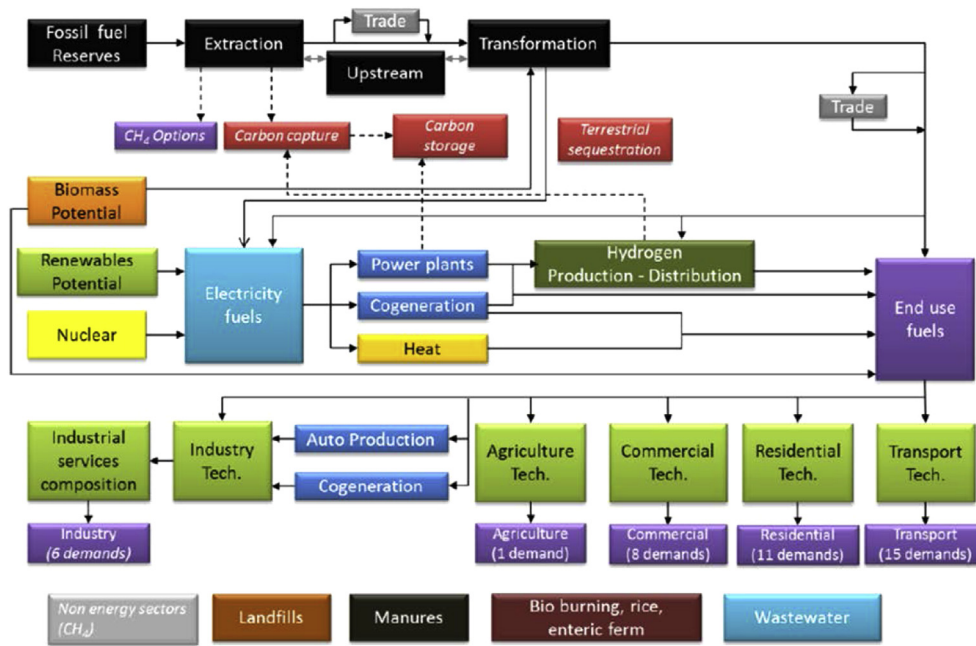 Fossil fuel
Reserves
Extraction
Trade
Transformation
Upstream
Trade
CH₄ Options
Carbon capture
Carbon
storage
Terrestrial
sequestration
Biomass
Potential
Renewables
Potential
Nuclear
Electricity
fuels
Power plants
Cogeneration
Heat
Hydrogen
Production - Distribution
End use
fuels
Industrial
services
composition
Industry
Tech.
Auto Production
Cogeneration
Agriculture
Tech.
Commercial
Tech.
Residential
Tech.
Transport
Tech.
Industry
(6 demands)
Agriculture
(1 demand)
Commercial
(8 demands)
Residential
(11 demands)
Transport
(15 demands)
Non energy sectors
(CH₄)
Landfills
Manures
Bio burning, rice,
enteric ferm
Wastewater